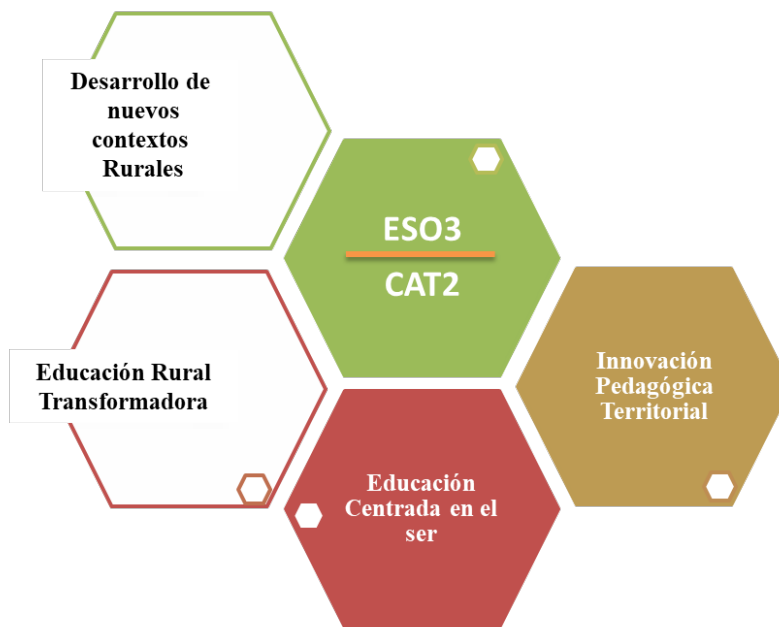 Desarrollo de
nuevos
contextos
Rurales
ESO3
CAT2
Educación Rural
Transformadora
Innovación
Pedagógica
Territorial
Educación
Centrada en el
ser